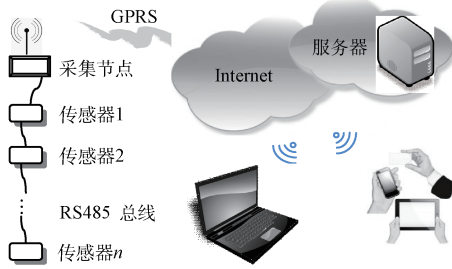 GPRS
服务器
Internet
采集节点
传感器1
传感器2
RS485 总线
传感器n